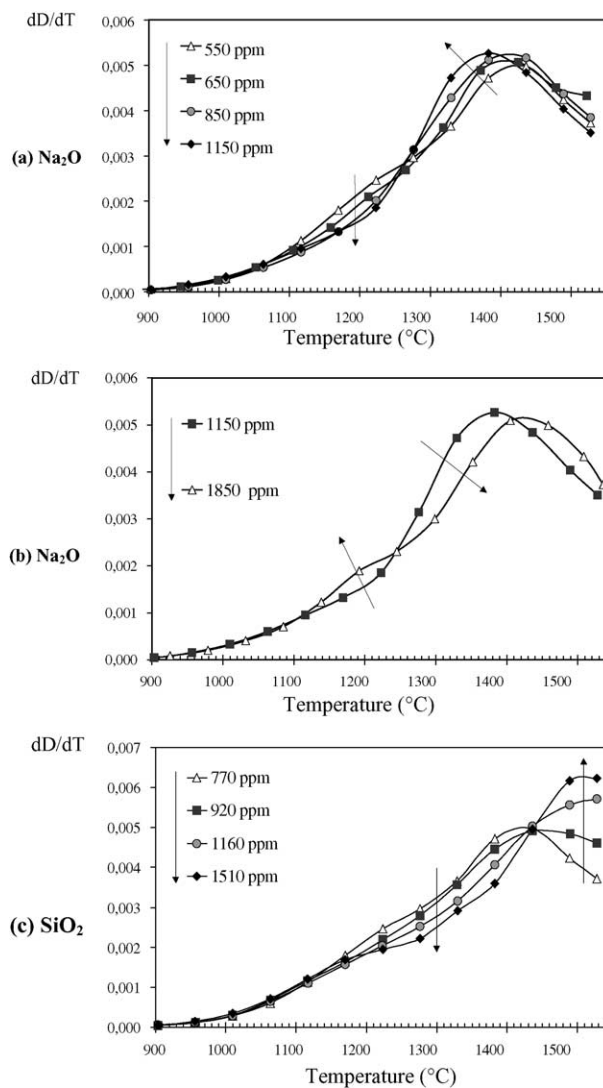 dD/dT
0,006
0,005
0,004
0,003
0,002
0,001
0,000
550 ppm
650 ppm
850 ppm
1150 ppm
(a) Na₂O
900 1000 1100 1200 1300 1400 1500
Temperature (°C)
dD/dT
0,006
0,005
0,004
0,003
0,002
0,001
0,000
1150 ppm
1850 ppm
(b) Na₂O
900 1000 1100 1200 1300 1400 1500
Temperature (°C)
dD/dT
0,007
0,006
0,005
0,004
0,003
0,002
0,001
0,000
770 ppm
920 ppm
1160 ppm
1510 ppm
(c) SiO₂
900 1000 1100 1200 1300 1400 1500
Temperature (°C)